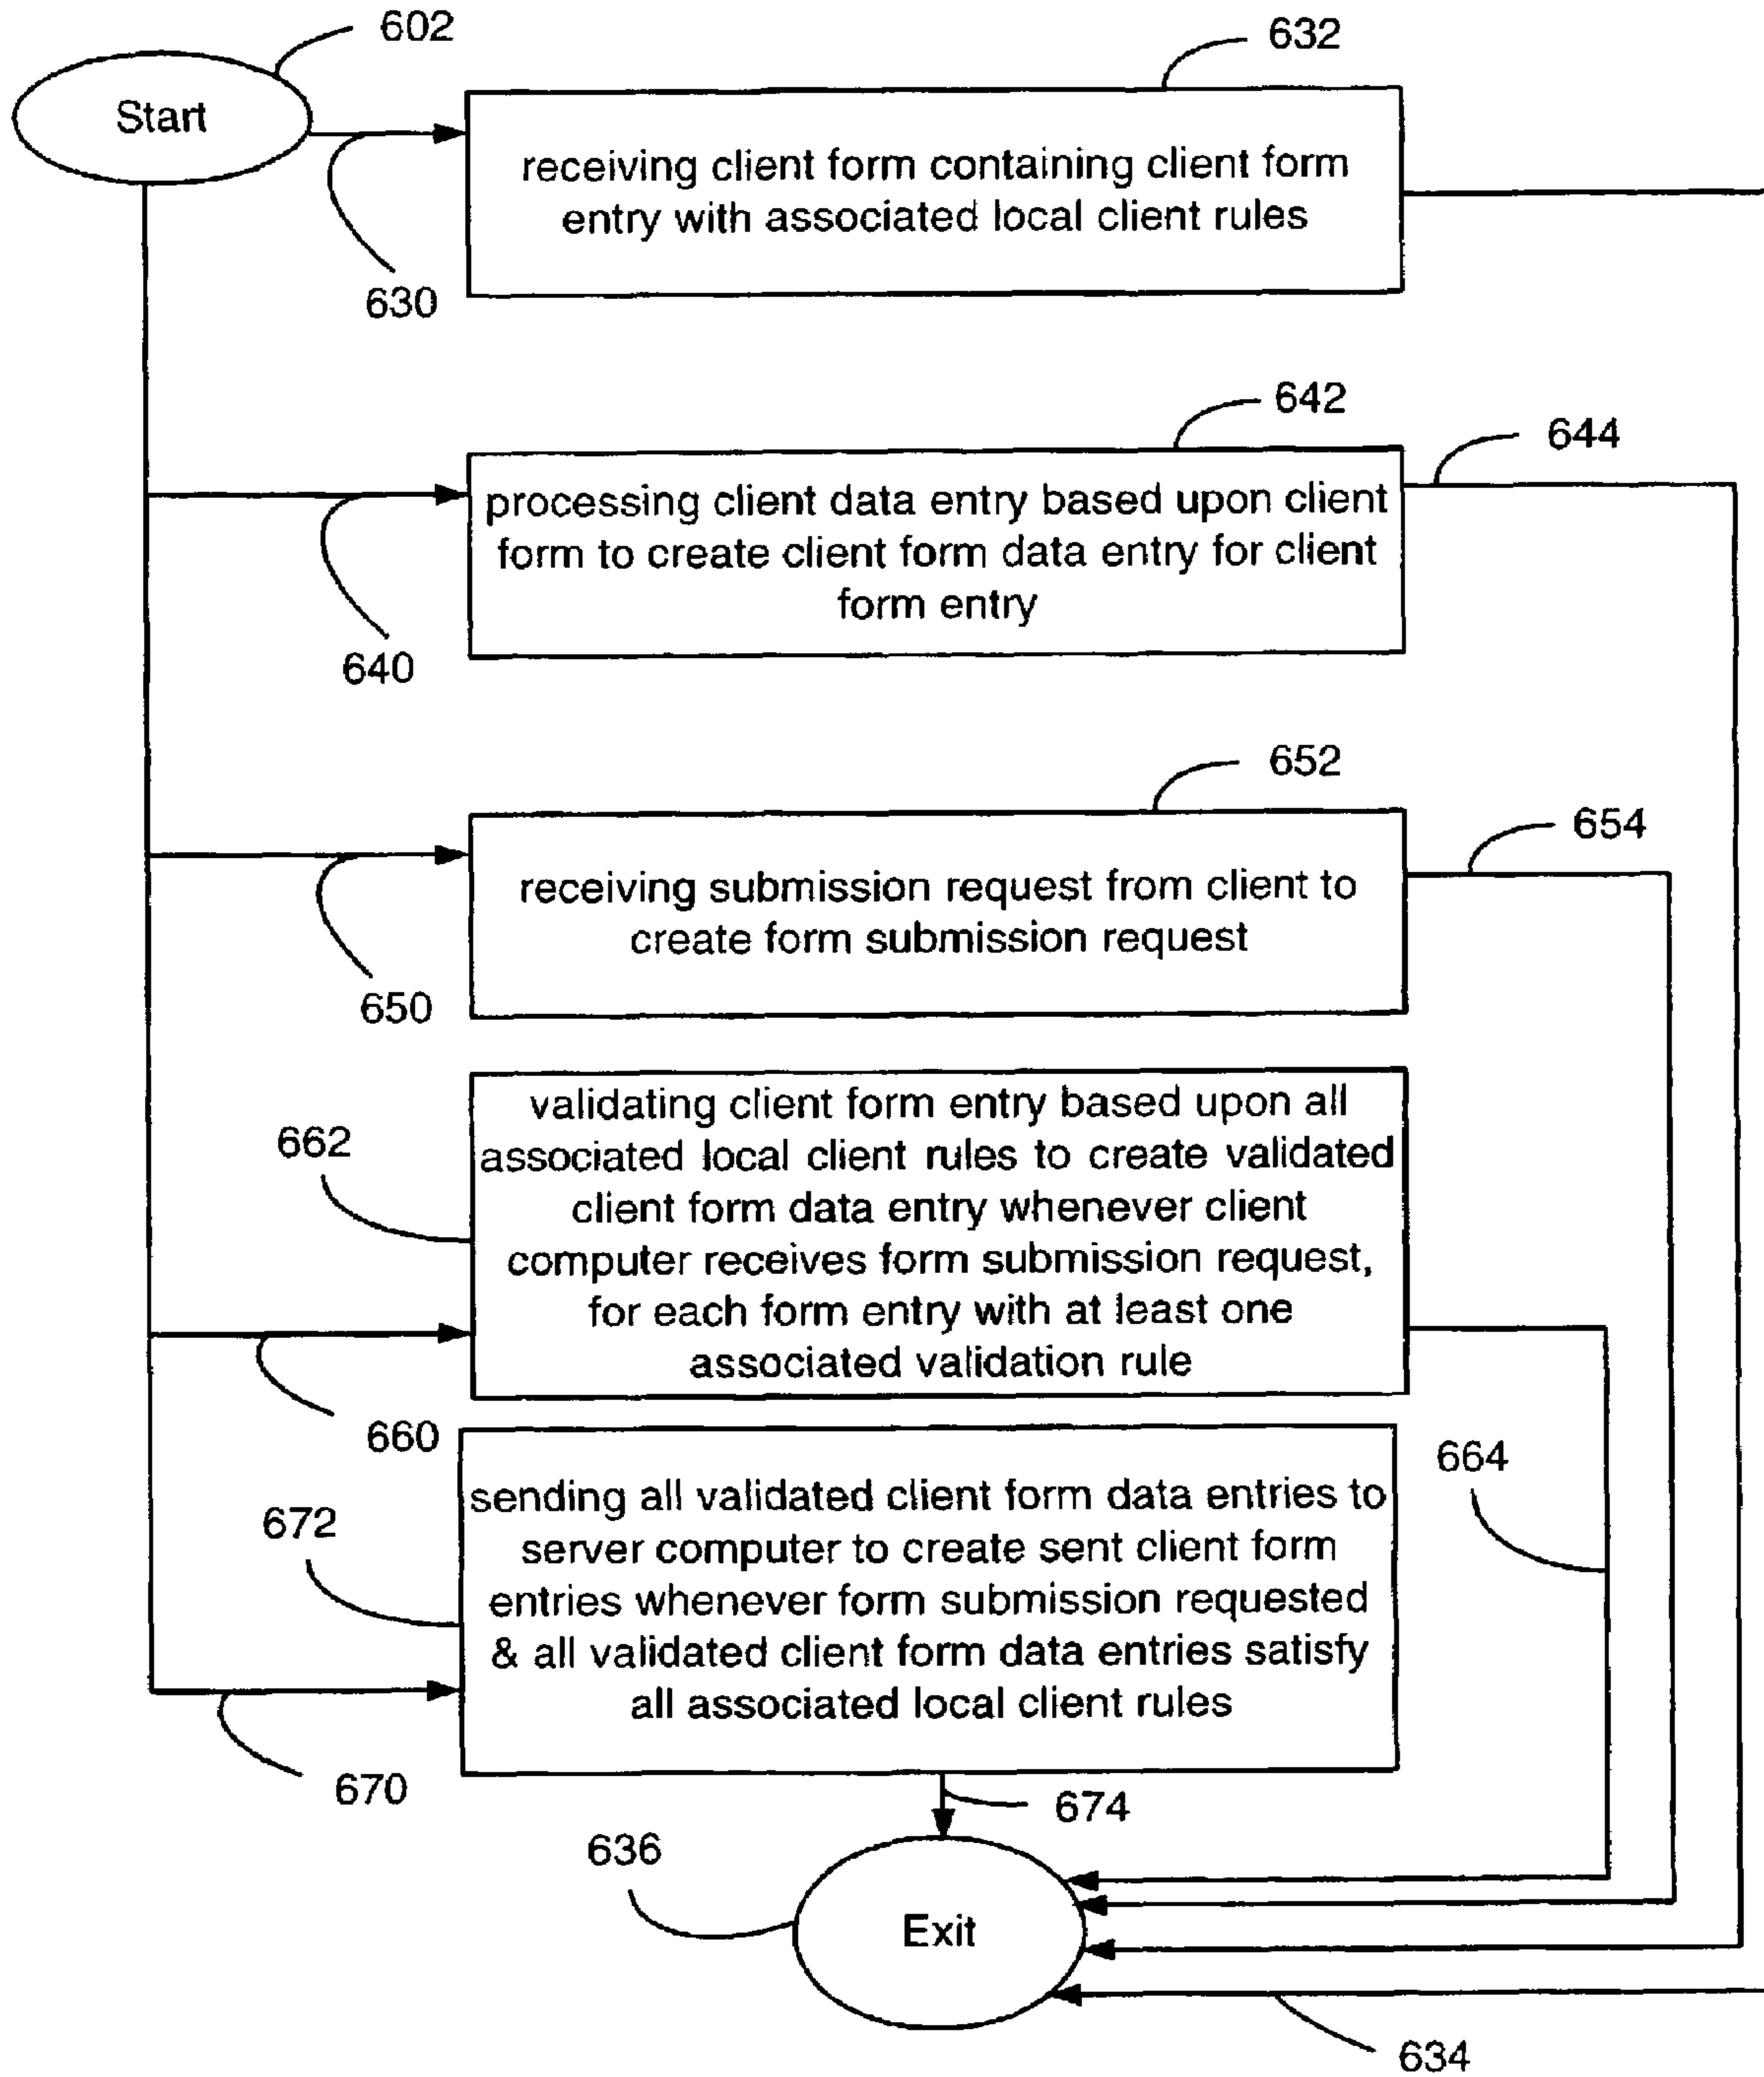 602
632
Start
receiving client form containing client form
entry with associated local client rules
630
642
644
processing client data entry based upon client
form to create client form data entry for client
form entry
640
652
654
receiving submission request from client to
create form submission request
650
662
validating client form entry based upon all
associated local client rules to create validated
client form data entry whenever client
computer receives form submission request,
for each form entry with at least one
associated validation rule
660
664
672
sending all validated client form data entries to
server computer to create sent client form
entries whenever form submission requested
& all validated client form data entries satisfy
all associated local client rules
670
674
636
Exit
634